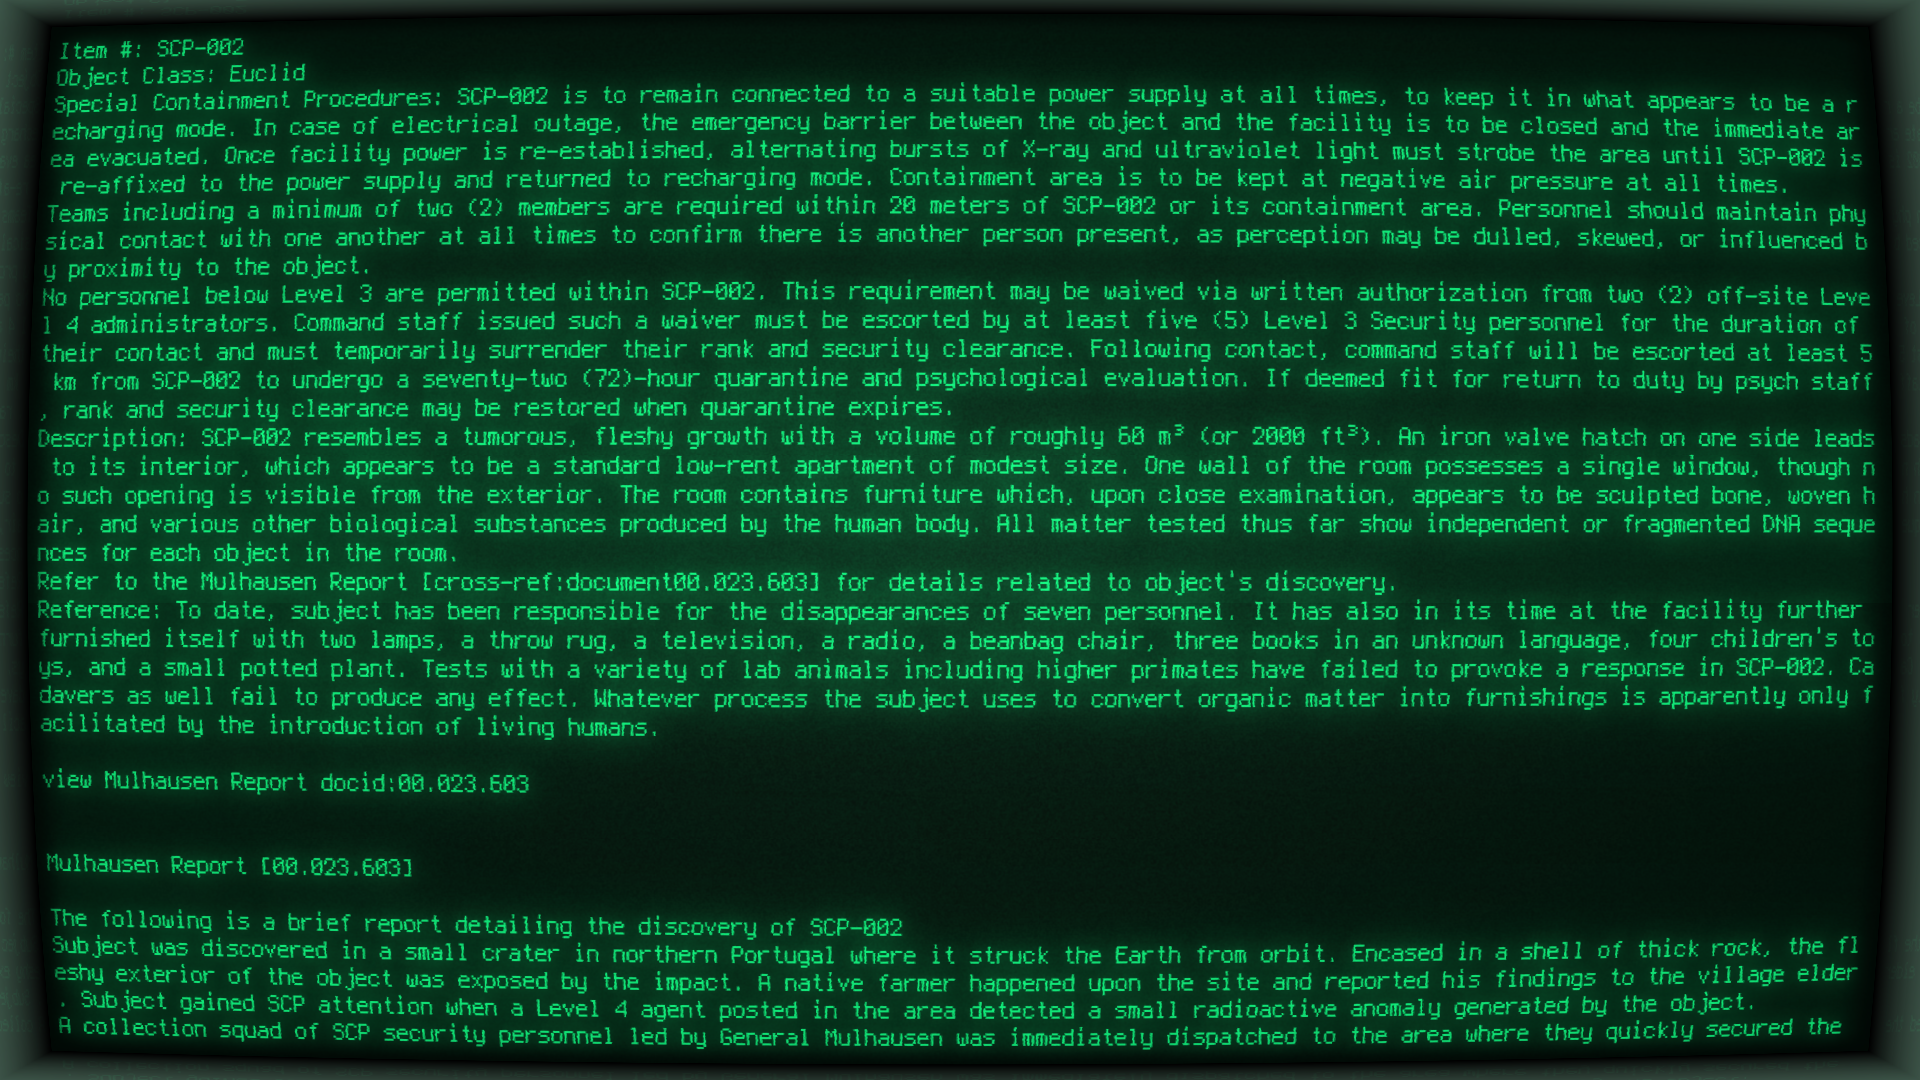 Item #: SCP-002
Object Class: Euclid
Special Containment Procedures: SCP-002 is to remain connected to a suitable power supply at all times, to keep it in what appears to be a r
echarging mode. In case of electrical outage, the emergency barrier between the object and the facility is to be closed and the immediate ar
ea evacuated. Once facility power is re-established, alternating bursts of X-ray and ultraviolet light must strobe the area until SCP-002 is
 re-affixed to the power supply and returned to recharging mode. Containment area is to be kept at negative air pressure at all times.
Teams including a minimum of two (2) members are required within 20 meters of SCP-002 or its containment area. Personnel should maintain phy
sical contact with one another at all times to confirm there is another person present, as perception may be dulled, skewed, or influenced b
y proximity to the object.
No personnel below Level 3 are permitted within SCP-002. This requirement may be waived via written authorization from two (2) off-site Leve
l 4 administrators. Command staff issued such a waiver must be escorted by at least five (5) Level 3 Security personnel for the duration of
their contact and must temporarily surrender their rank and security clearance. Following contact, command staff will be escorted at least 5
 km from SCP-002 to undergo a seventy-two (72)-hour quarantine and psychological evaluation. If deemed fit for return to duty by psych staff
, rank and security clearance may be restored when quarantine expires.
Description: SCP-002 resembles a tumorous, fleshy growth with a volume of roughly 60 m³ (or 2000 ft³). An iron valve hatch on one side leads
 to its interior, which appears to be a standard low-rent apartment of modest size. One wall of the room possesses a single window, though n
o such opening is visible from the exterior. The room contains furniture which, upon close examination, appears to be sculpted bone, woven h
air, and various other biological substances produced by the human body. All matter tested thus far show independent or fragmented DNA seque
nces for each object in the room.
Refer to the Mulhausen Report [cross-ref:document00.023.603] for details related to object's discovery.
Reference: To date, subject has been responsible for the disappearances of seven personnel. It has also in its time at the facility further
furnished itself with two lamps, a throw rug, a television, a radio, a beanbag chair, three books in an unknown language, four children's to
ys, and a small potted plant. Tests with a variety of lab animals including higher primates have failed to provoke a response in SCP-002. Ca
davers as well fail to produce any effect. Whatever process the subject uses to convert organic matter into furnishings is apparently only f
acilitated by the introduction of living humans.
view Mulhausen Report docid:00.023.603
Mulhausen Report [00.023.603]
The following is a brief report detailing the discovery of SCP-002
Subject was discovered in a small crater in northern Portugal where it struck the Earth from orbit. Encased in a shell of thick rock, the fl
eshy exterior of the object was exposed by the impact. A native farmer happened upon the site and reported his findings to the village elder
. Subject gained SCP attention when a Level 4 agent posted in the area detected a small radioactive anomaly generated by the object.
A collection squad of SCP security personnel led by General Mulhausen was immediately dispatched to the area where they quickly secured the